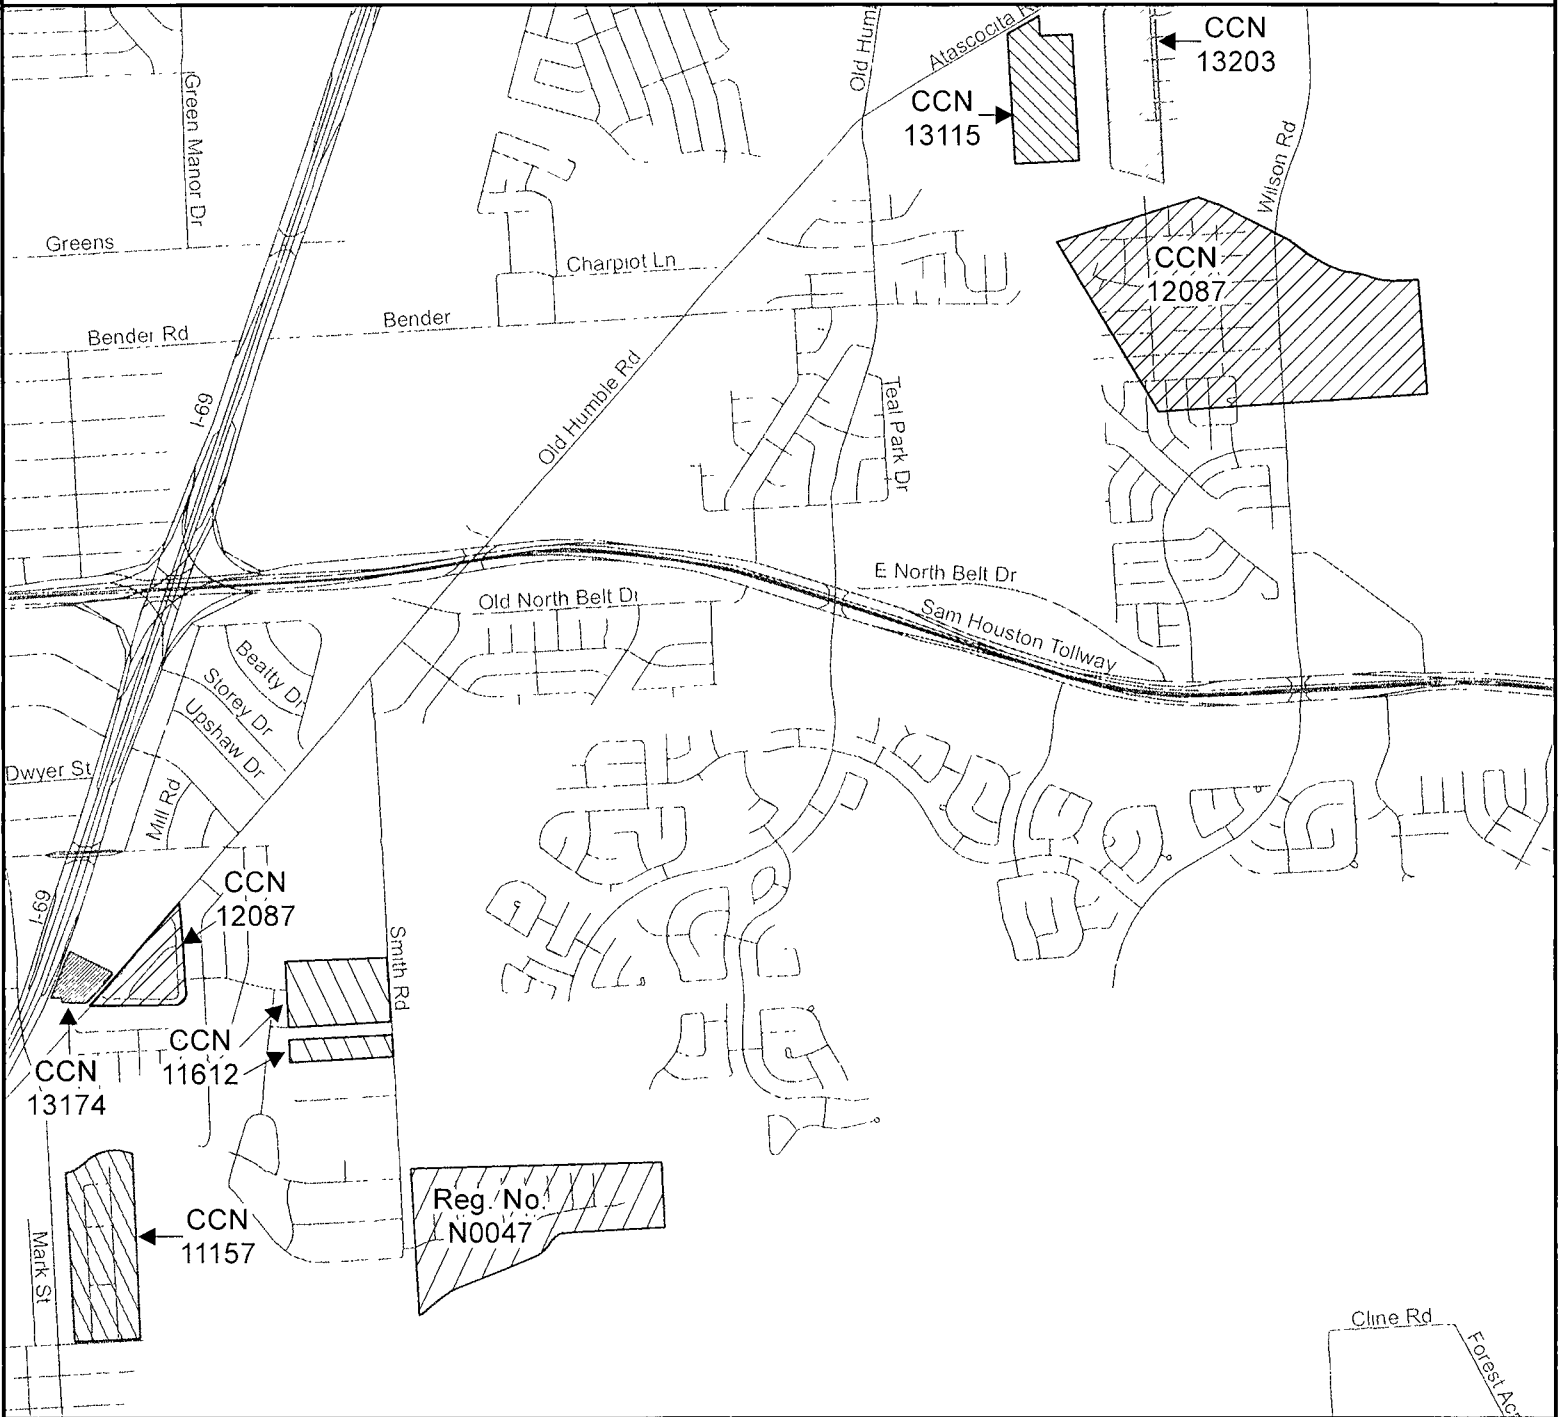 CCN
13203
Old Hum
Atascocita R
CCN
13115
Green Manor Dr
Wilson Rd
Greens
Charpiot Ln
CCN
12087
Bender
Bender Rd
Old Humble Rd
I-69
Teal Park Dr
E North Belt Dr
Old North Belt Dr
Sam Houston Tollway
Beatty Dr
Storey Dr
Upshaw Dr
Dwyer St
Mill Rd
CCN
12087
I-69
Smith Rd
CCN
11612
CCN
13174
Reg. No.
N0047
CCN
11157
Mark St
Cline Rd
Forest Acr